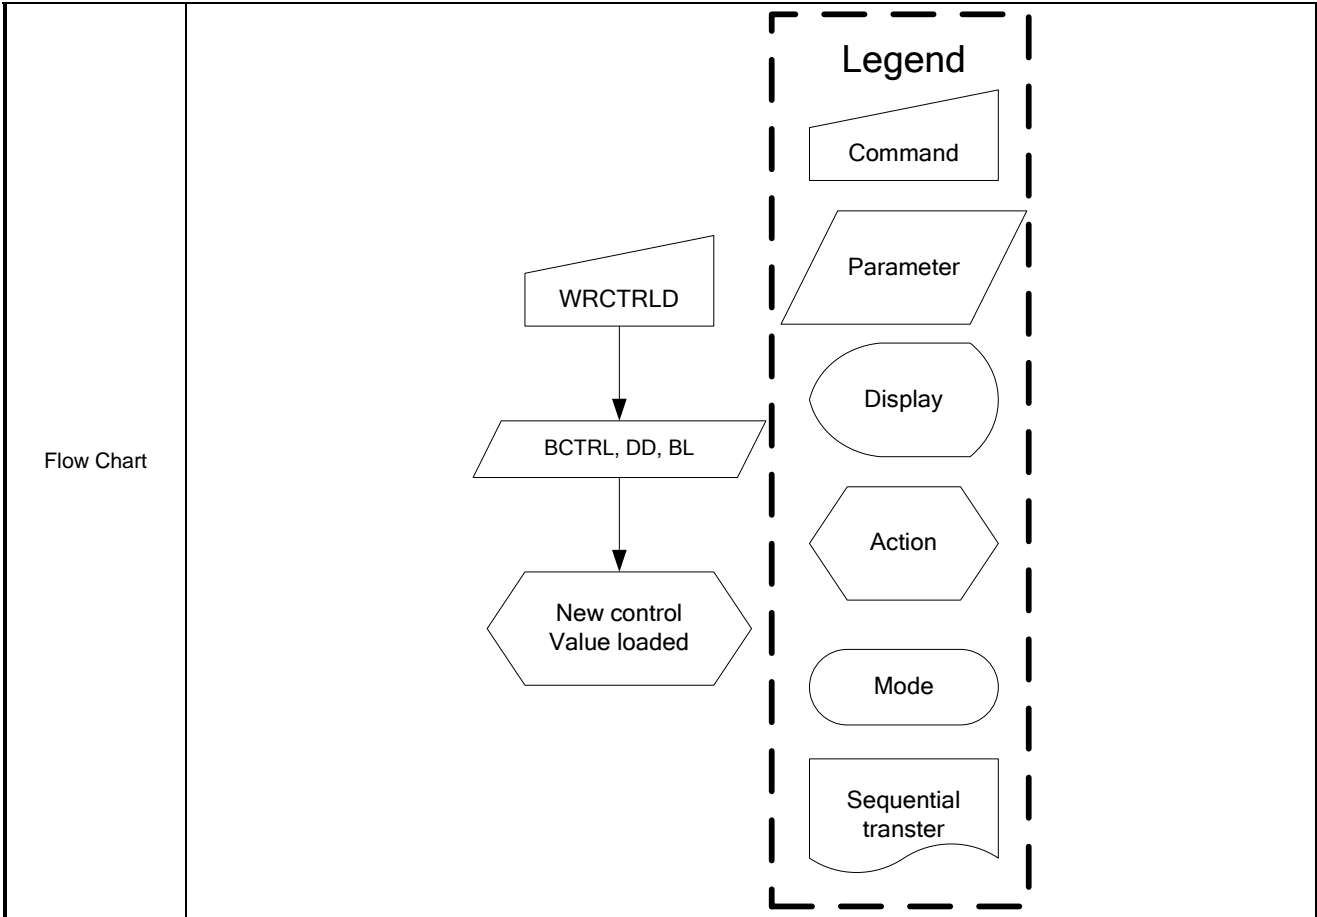 Flow Chart
WRCTRLD
BCTRL, DD, BL
New control
Value loaded
Legend
Command
Parameter
Display
Action
Mode
Sequential
transter